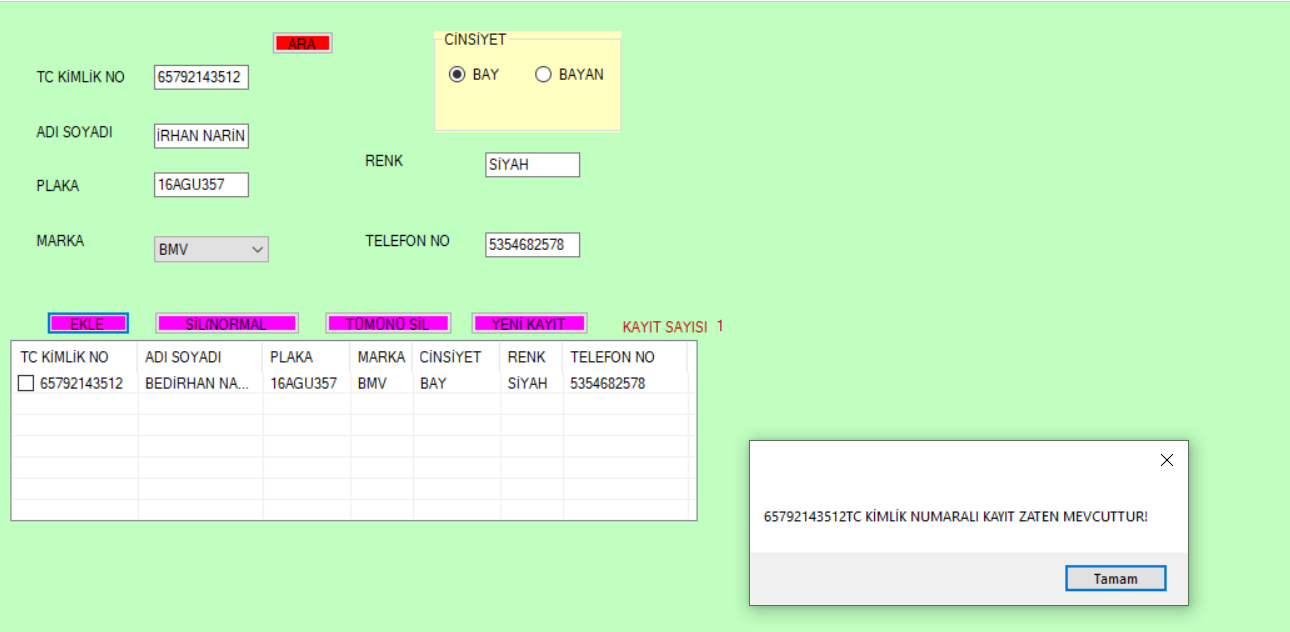 ARA
CİNSİYET
TC KİMLİK NO 65792143512
BAY BAYAN
ADI SOYADI İRHAN NARİN
RENK SİYAH
PLAKA 16AGU357
MARKA BMV
TELEFON NO 5354682578
EKLE SİL/NORMAL TÜMÜNÜ SİL YENİ KAYIT KAYIT SAYISI 1
TC KİMLİK NO ADI SOYADI PLAKA MARKA CİNSİYET RENK TELEFON NO
65792143512 BEDİRHAN NA... 16AGU357 BMV BAY SİYAH 5354682578
65792143512TC KİMLİK NUMARALI KAYIT ZATEN MEVCUTTUR!
Tamam